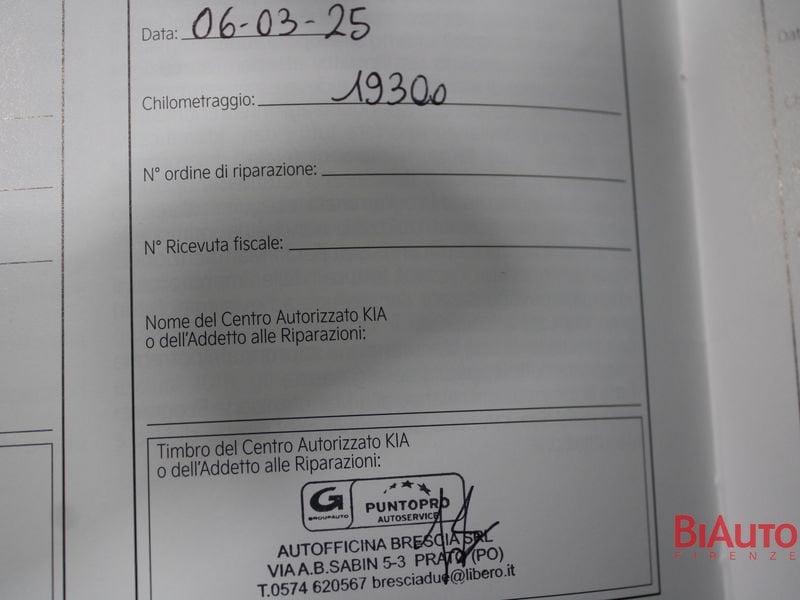 Data: 06-03-25
Chilometraggio: 19300
N° ordine di riparazione:
N° Ricevuta fiscale:
Nome del Centro Autorizzato KIA
o dell'Addetto alle Riparazioni:
Timbro del Centro Autorizzato KIA
o dell'Addetto alle Riparazioni:
G
GROUPAUTO
PUNTOPRO
AUTOSERVICE
AUTOFFICINA BRESCIA SRL
VIA A.B.SABIN 5-3 PRATO (PO)
T.0574 620567 bresciadue@libero.it
BIAUTO
FIRENZE